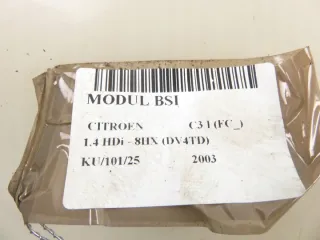 MODUL BSI
CITROEN C3 I (FC_)
1.4 HDi - 8HX (DV4TD)
KU/101/25 2003